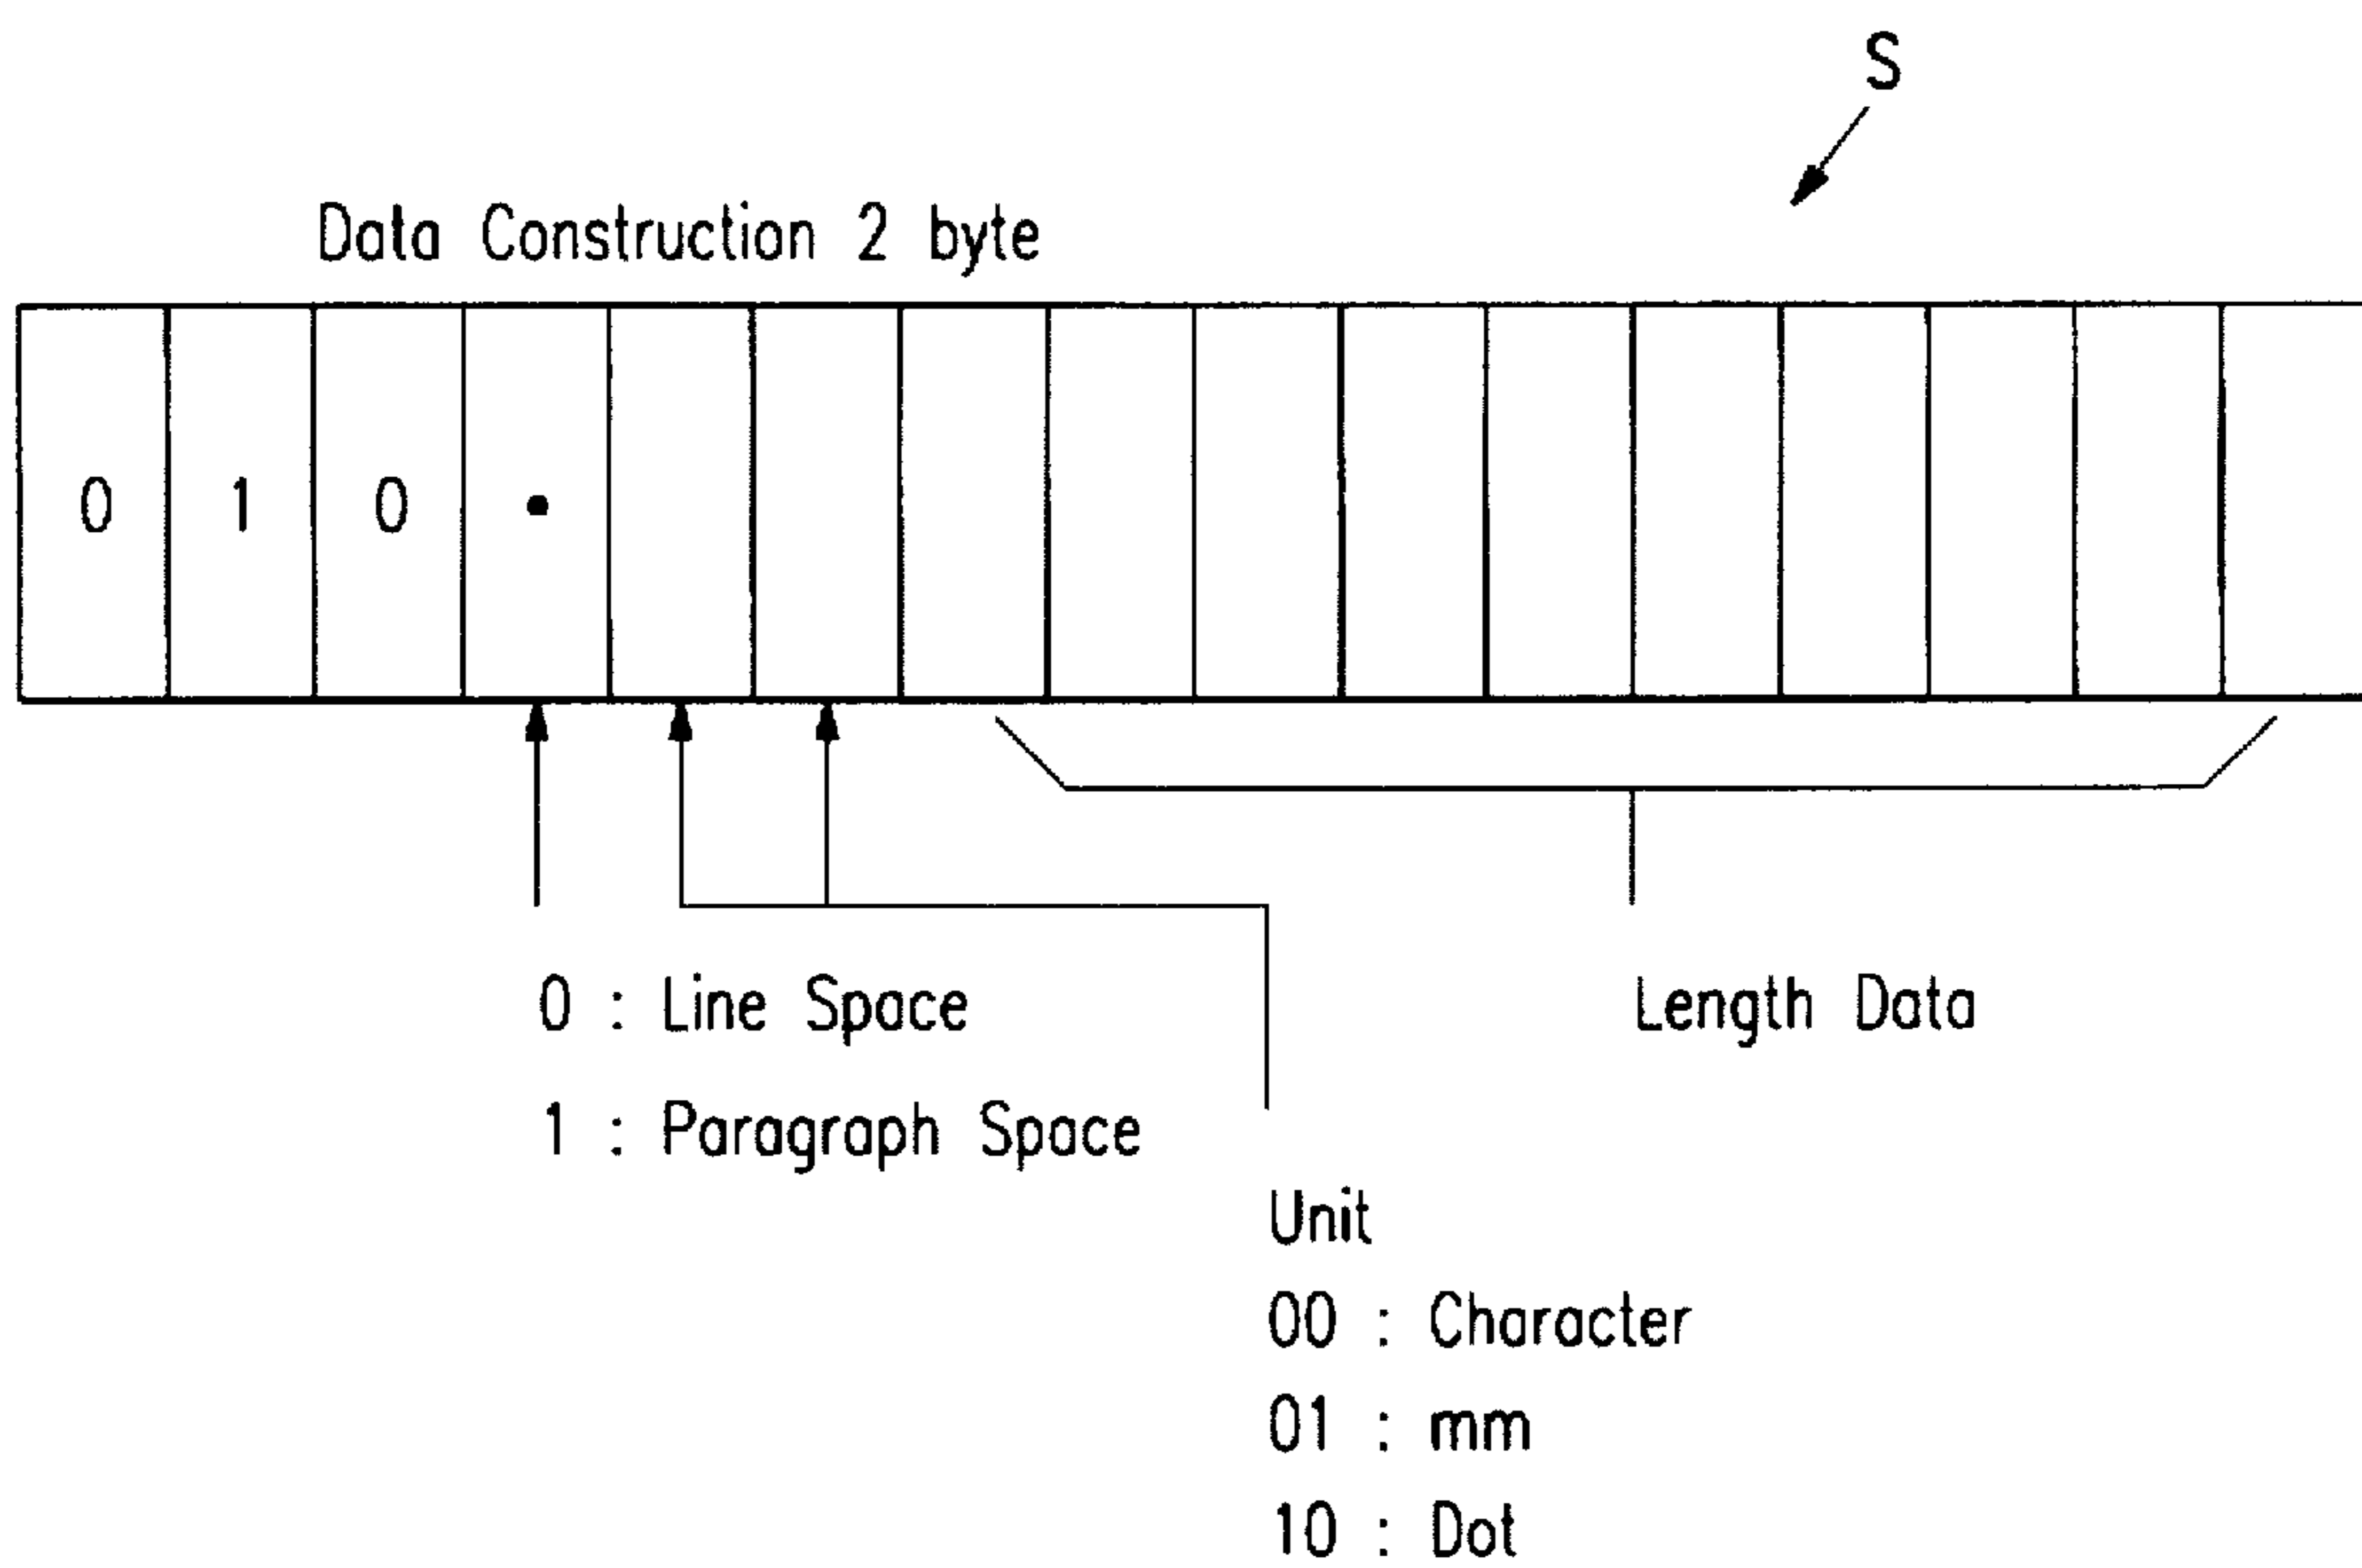 S
Data Construction 2 byte
0 1 0 •
0 : Line Space
1 : Paragraph Space
Length Data
Unit
00 : Character
01 : mm
10 : Dot